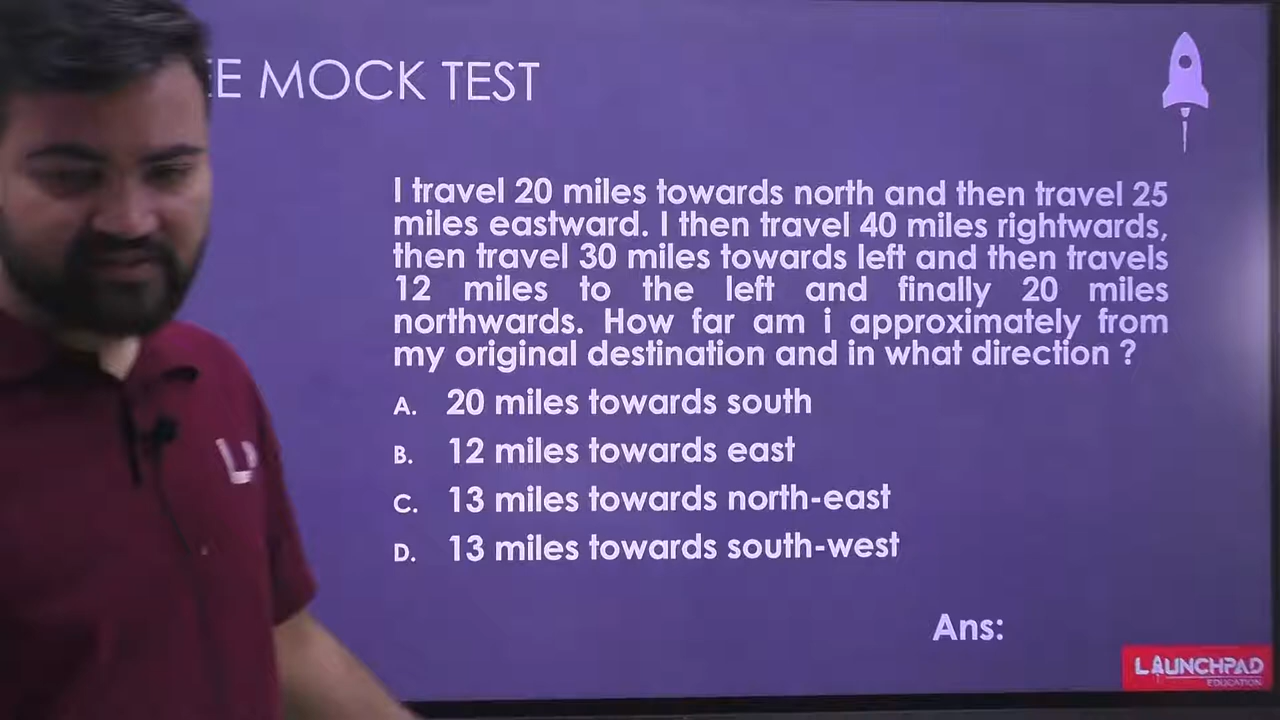 EE MOCK TEST
I travel 20 miles towards north and then travel 25
miles eastward. I then travel 40 miles rightwards,
then travel 30 miles towards left and then travels
12 miles to the left and finally 20 miles
northwards. How far am i approximately from
my original destination and in what direction ?
A. 20 miles towards south
B. 12 miles towards east
C. 13 miles towards north-east
D. 13 miles towards south-west
Ans:
LAUNCHPAD
EDUCATION